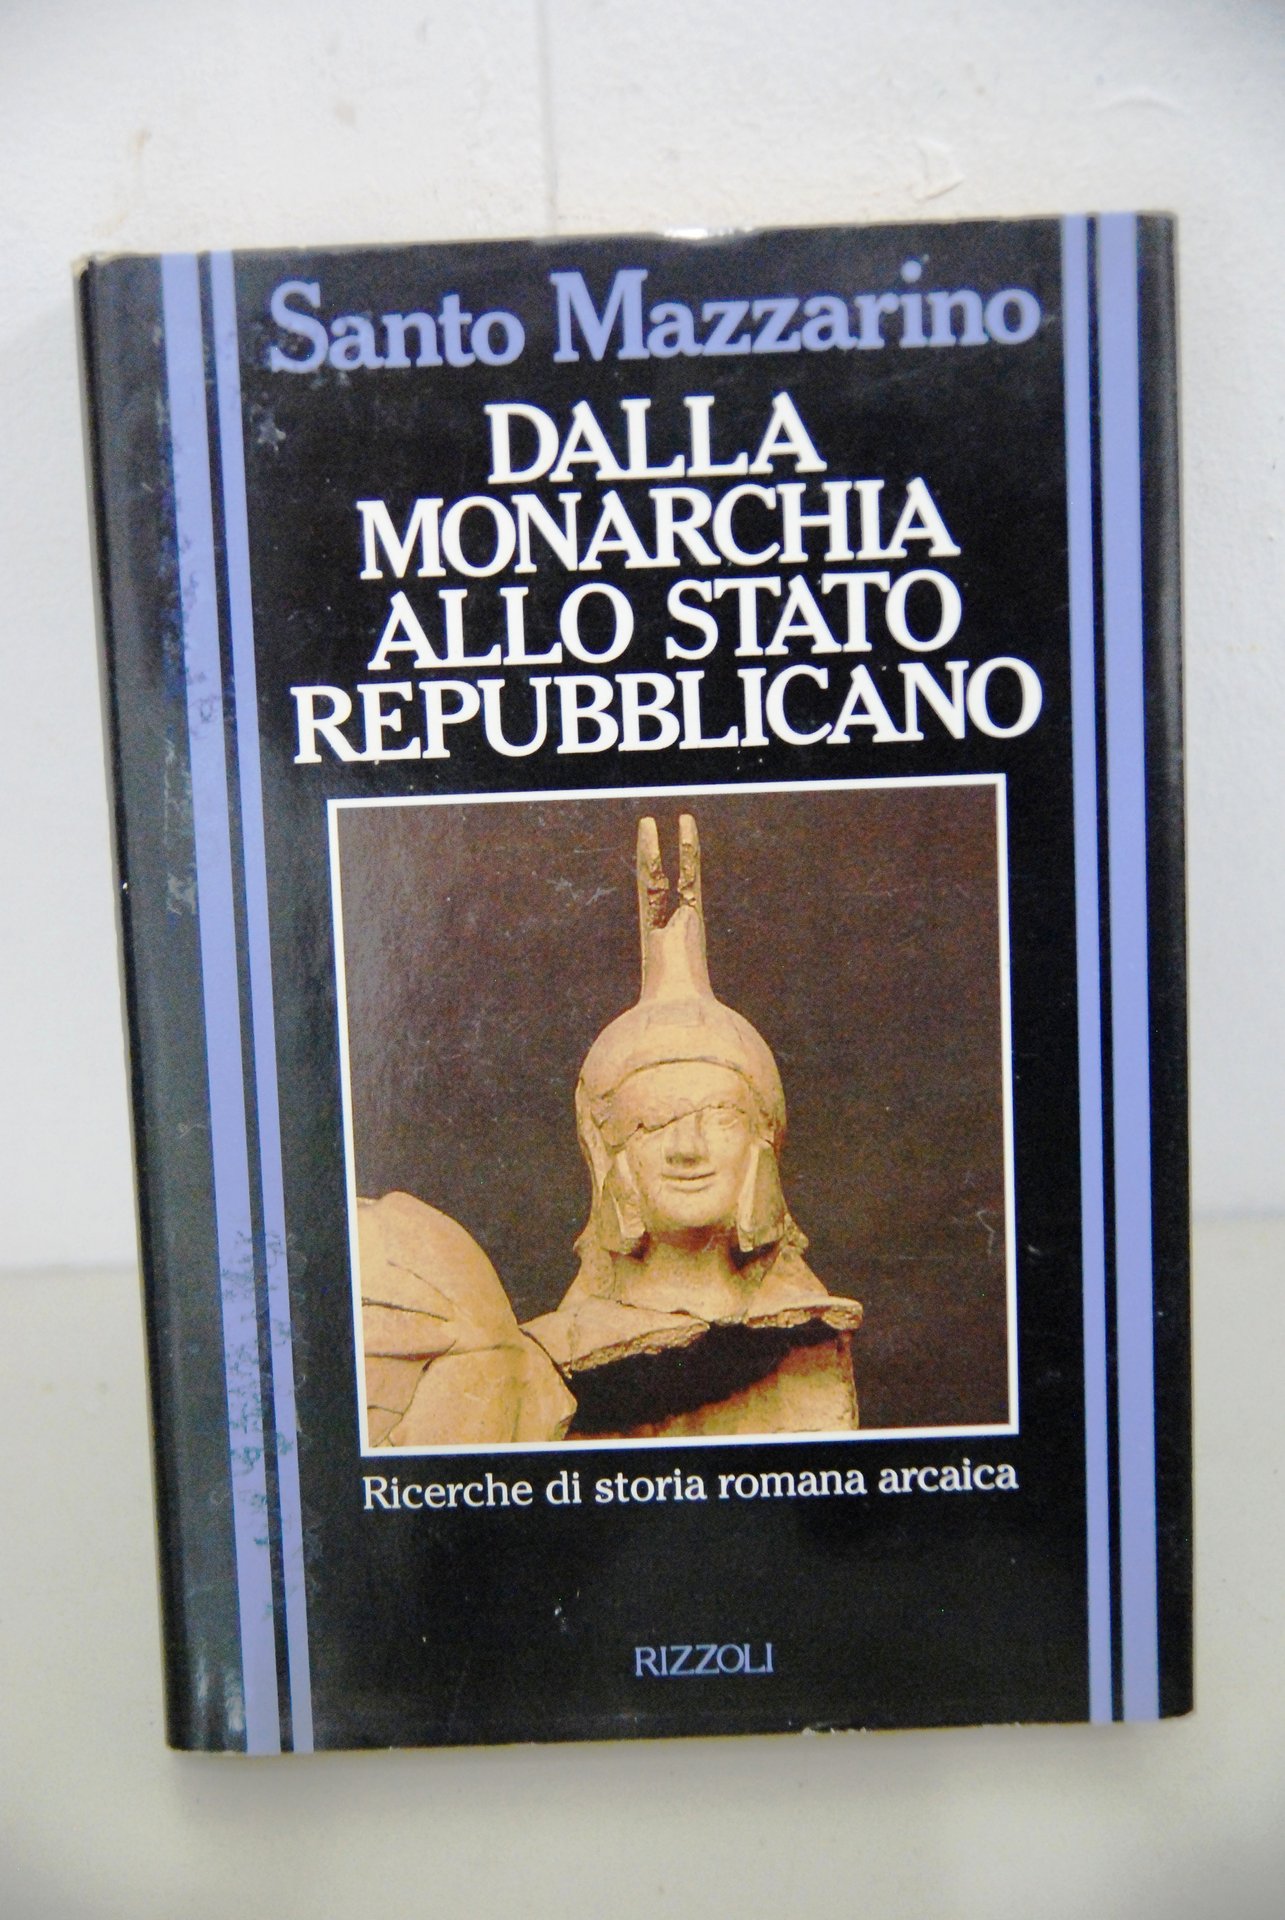 Santo Mazzarino
DALLA
MONARCHIA
ALLO STATO
REPUBBLICANO
Ricerche di storia romana arcaica
RIZZOLI